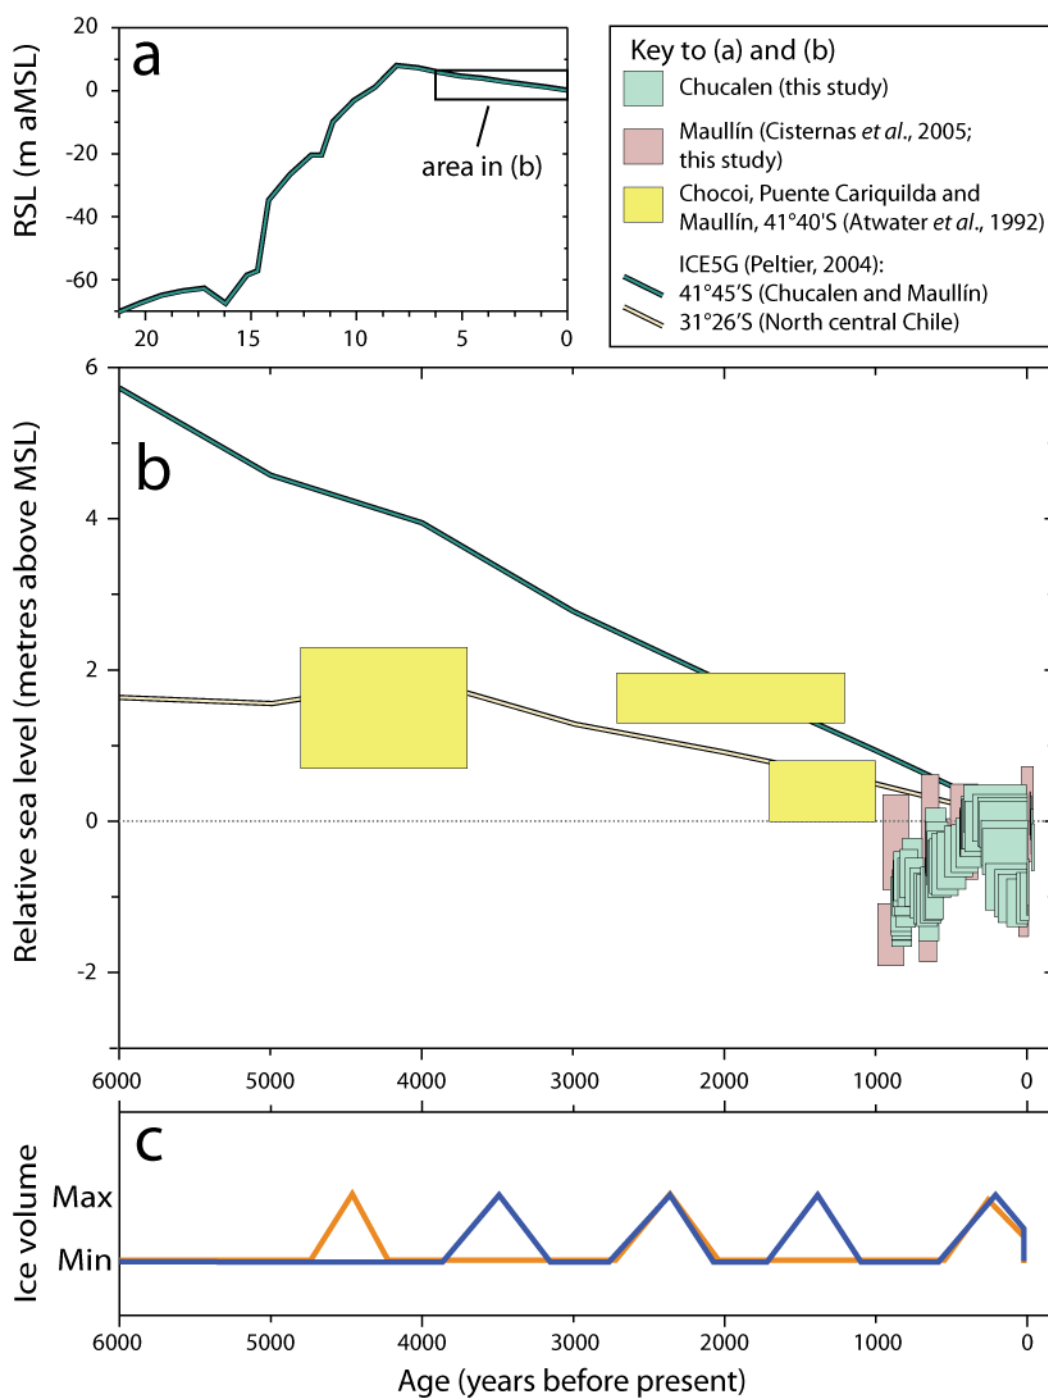 20
0
-20
-40
-60
RSL (m aMSL)
a
area in (b)
20
15
10
5
0
Key to (a) and (b)
Chucalen (this study)
Maullín (Cisternas et al., 2005;
this study)
Chocoi, Puente Cariquilda and
Maullín, 41°40'S (Atwater et al., 1992)
ICE5G (Peltier, 2004):
41°45'S (Chucalen and Maullín)
31°26'S (North central Chile)
6
4
2
0
-2
Relative sea level (metres above MSL)
b
6000
5000
4000
3000
2000
1000
0
c
Ice volume
Max
Min
6000
5000
4000
3000
2000
1000
0
Age (years before present)